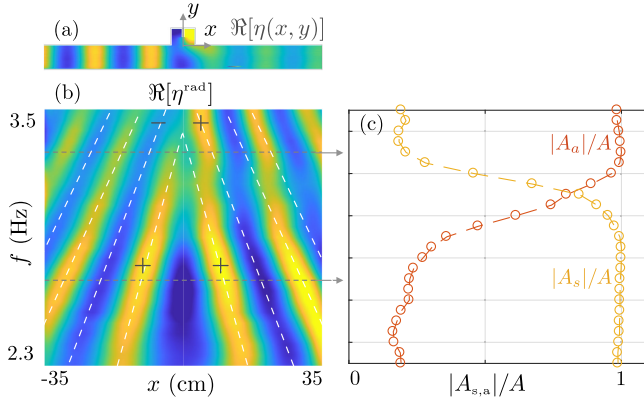 (a)
y
x
ℜ[η(x, y)]
(b)
ℜ[η^rad]
3.5
f (Hz)
2.3
− +
+ +
-35
x (cm)
35
(c)
|A_a|/A
|A_s|/A
0
|A_s,a|/A
1